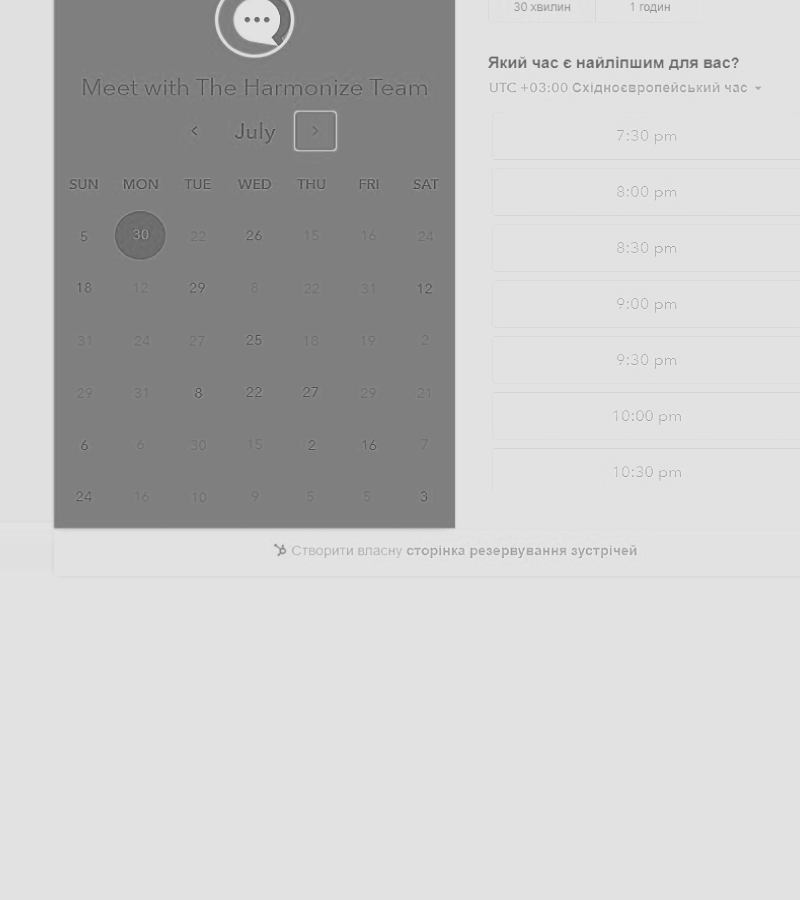 Meet with The Harmonize Team
July
SUN MON TUE WED THU FRI SAT
5 30 22 26 15 16 24
18 12 29 8 22 31 12
31 24 27 25 18 19 2
29 31 8 22 27 29 21
6 6 30 15 2 16 7
24 16 10 9 5 5 3
30 хвилин
1 годин
Який час є найліпшим для вас?
UTC +03:00 Східноєвропейський час
7:30 pm
8:00 pm
8:30 pm
9:00 pm
9:30 pm
10:00 pm
10:30 pm
Створити власну сторінка резервування зустрічей